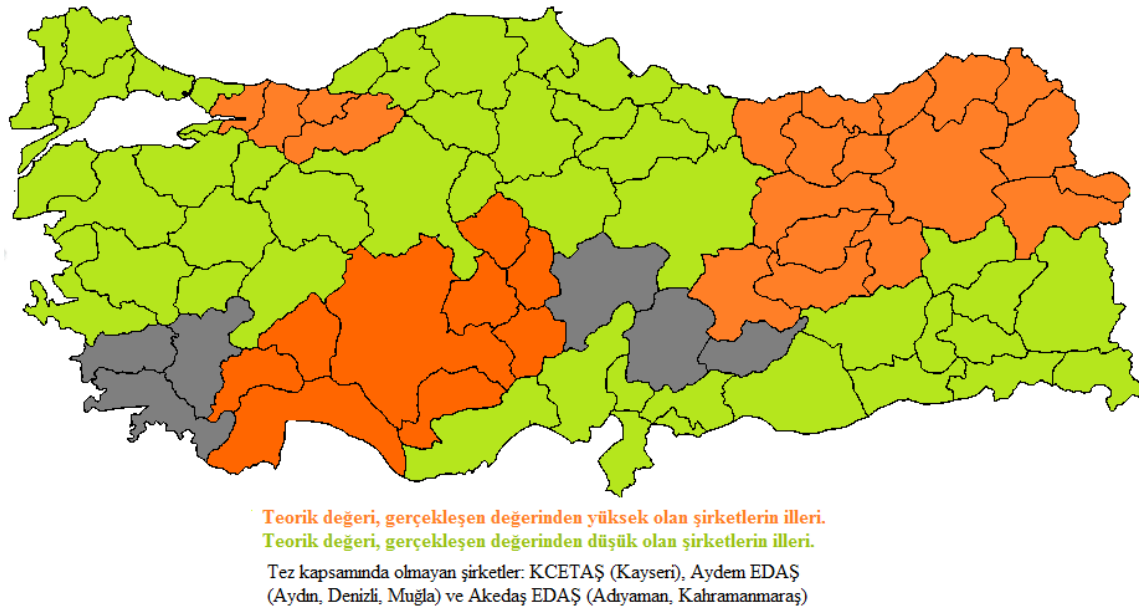 Teorik değeri, gerçekleşen değerinden yüksek olan şirketlerin illeri.
Teorik değeri, gerçekleşen değerinden düşük olan şirketlerin illeri.
Tez kapsamında olmayan şirketler: KCETAŞ (Kayseri), Aydem EDAŞ
(Aydın, Denizli, Muğla) ve Akedaş EDAŞ (Adıyaman, Kahramanmaraş)